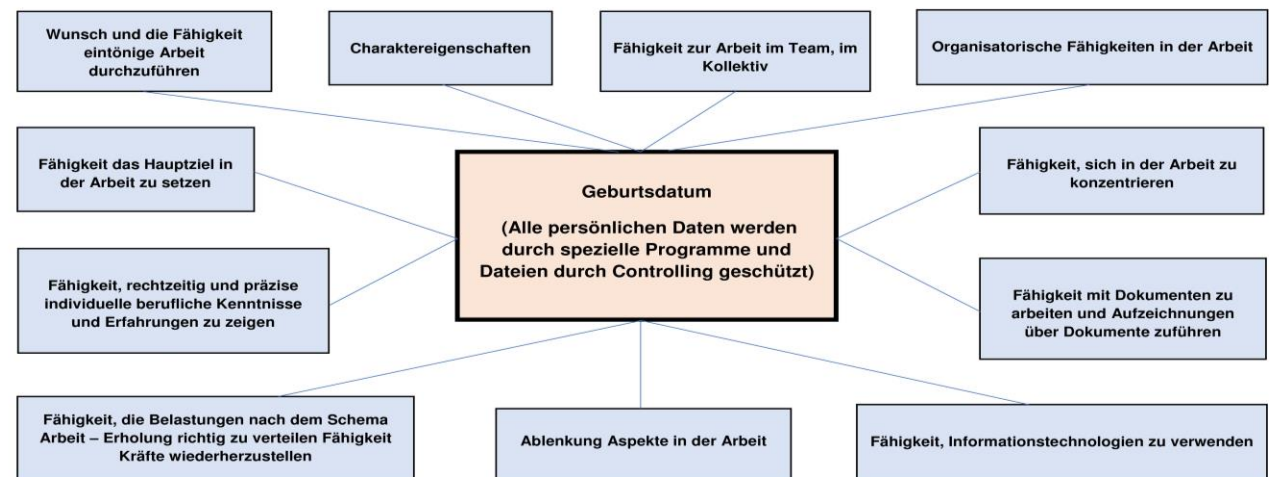 Wunsch und die Fähigkeit
eintönige Arbeit
durchzuführen
Charaktereigenschaften
Fähigkeit zur Arbeit im Team, im
Kollektiv
Organisatorische Fähigkeiten in der Arbeit
Fähigkeit das Hauptziel in
der Arbeit zu setzen
Geburtsdatum
(Alle persönlichen Daten werden
durch spezielle Programme und
Dateien durch Controlling geschützt)
Fähigkeit, sich in der Arbeit zu
konzentrieren
Fähigkeit, rechtzeitig und präzise
individuelle berufliche Kenntnisse
und Erfahrungen zu zeigen
Fähigkeit mit Dokumenten zu
arbeiten und Aufzeichnungen
über Dokumente zuführen
Fähigkeit, die Belastungen nach dem Schema
Arbeit – Erholung richtig zu verteilen Fähigkeit
Kräfte wiederherzustellen
Ablenkung Aspekte in der Arbeit
Fähigkeit, Informationstechnologien zu verwenden